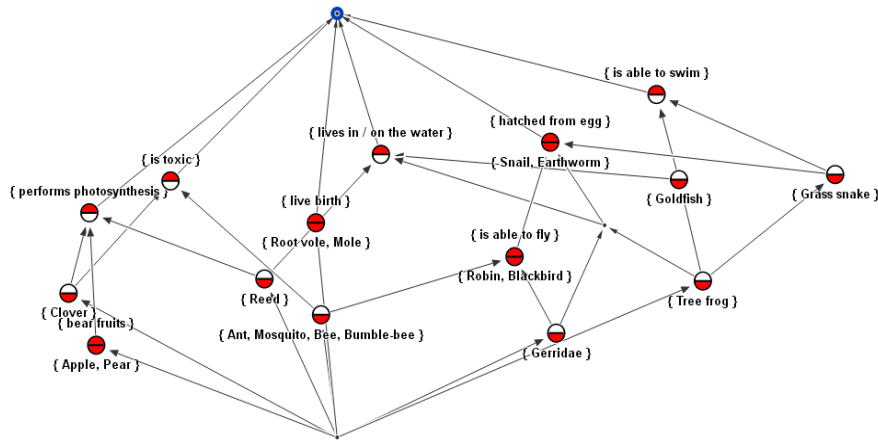 { is able to swim }
{ hatched from egg }
{ lives in / on the water }
{ is toxic }
{ Snail, Earthworm }
{ performs photosynthesis }
{ Goldfish }
{ Grass snake }
{ live birth }
{ is able to fly }
{ Root vole, Mole }
{ Robin, Blackbird }
{ Reed }
{ Tree frog }
{ Clover }
{ bear fruits }
{ Ant, Mosquito, Bee, Bumble-bee }
{ Gerridae }
{ Apple, Pear }